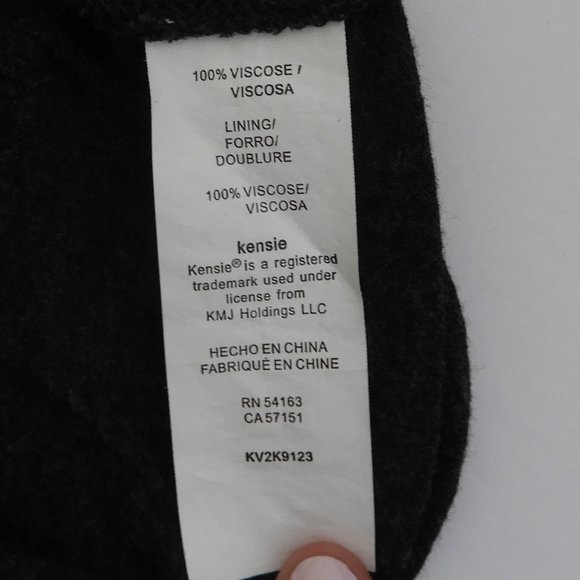 100% VISCOSE /
VISCOSA
LINING/
FORRO/
DOUBLURE
100% VISCOSE/
VISCOSA
kensie
Kensie® is a registered
trademark used under
license from
KMJ Holdings LLC
HECHO EN CHINA
FABRIQUÉ EN CHINE
RN 54163
CA 57151
KV2K9123